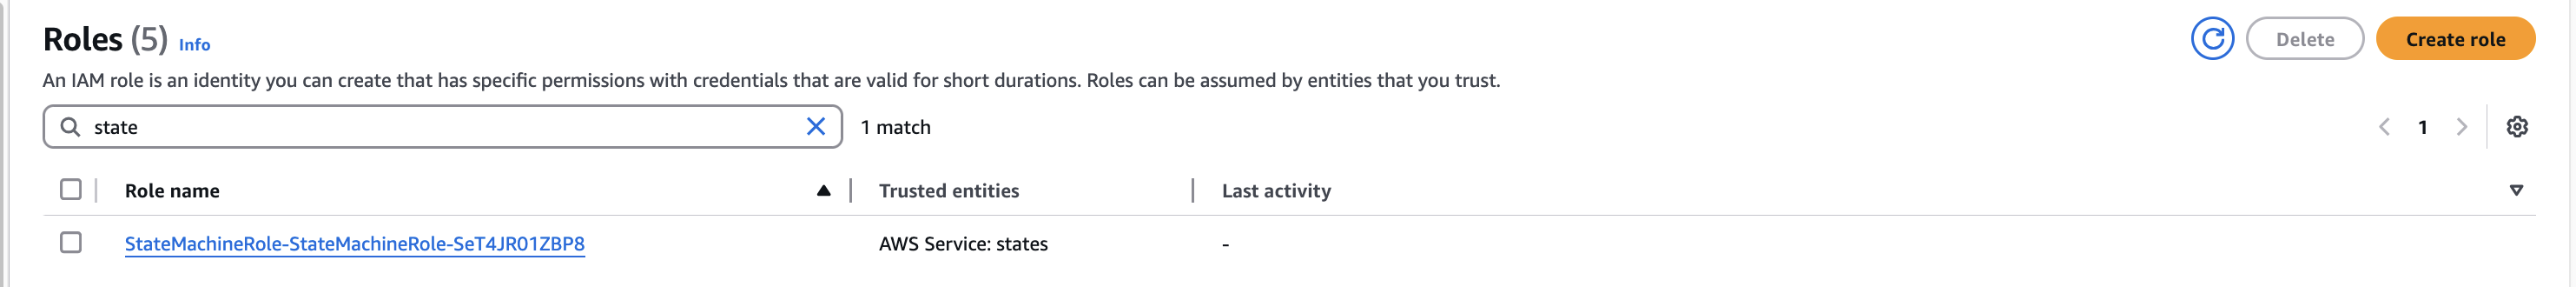 Roles (5) Info
Delete
Create role
An IAM role is an identity you can create that has specific permissions with credentials that are valid for short durations. Roles can be assumed by entities that you trust.
state
1 match
1
Role name
Trusted entities
Last activity
StateMachineRole-StateMachineRole-SeT4JR01ZBP8
AWS Service: states
-